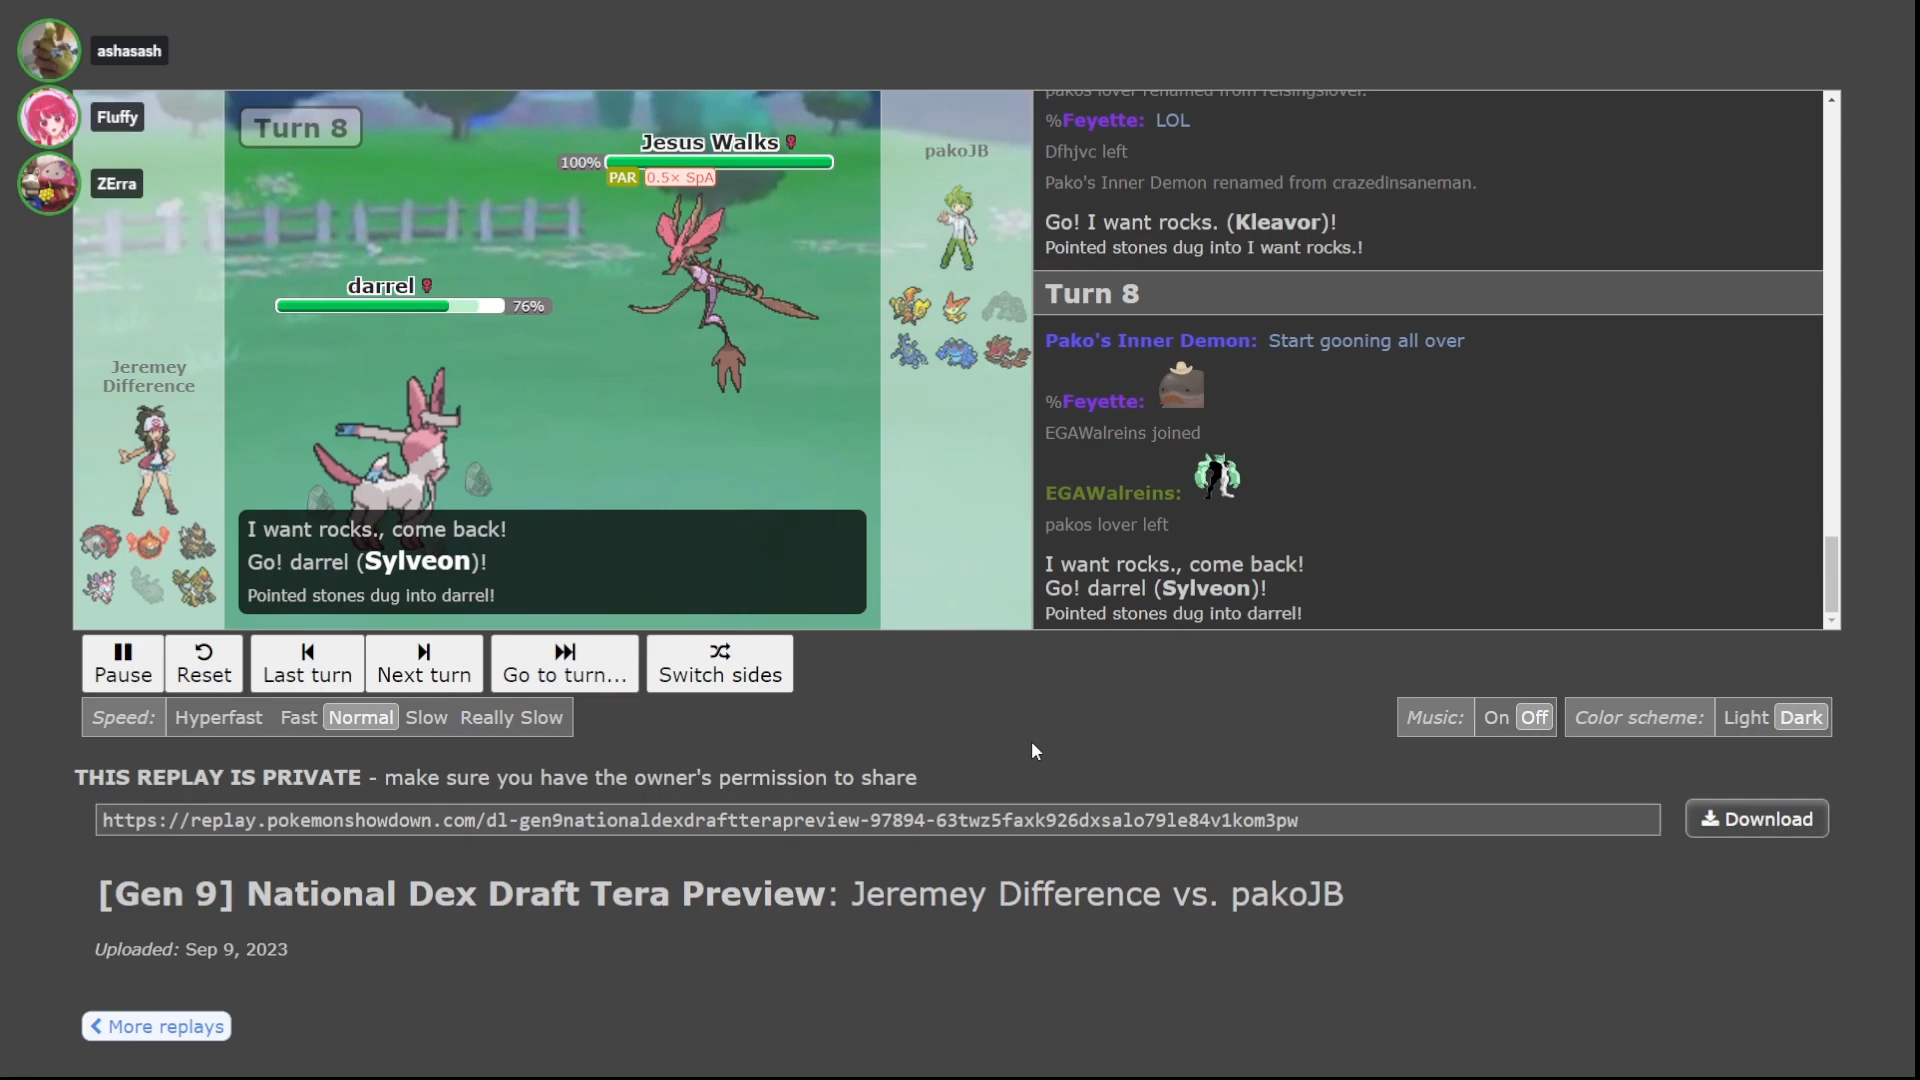 ashasash
Fluffy
ZErra
Turn 8
Jesus Walks
100%
PAR 0.5× SpA
darrel
76%
Jeremey
Difference
pakoJB
I want rocks., come back!
Go! darrel (Sylveon)!
Pointed stones dug into darrel!
pakos lover renamed from reisingslover.
%Feyette: LOL
Dfhjvc left
Pako's Inner Demon renamed from crazedinsaneman.
Go! I want rocks. (Kleavor)!
Pointed stones dug into I want rocks.!
Turn 8
Pako's Inner Demon: Start gooning all over
%Feyette:
EGAWalreins joined
EGAWalreins:
pakos lover left
I want rocks., come back!
Go! darrel (Sylveon)!
Pointed stones dug into darrel!
Pause Reset Last turn Next turn Go to turn... Switch sides
Speed: Hyperfast Fast Normal Slow Really Slow
Music: On Off Color scheme: Light Dark
THIS REPLAY IS PRIVATE - make sure you have the owner's permission to share
https://replay.pokemonshowdown.com/dl-gen9nationaldexdraftterapreview-97894-63twz5faxk926dxsalo79le84v1kom3pw
Download
[Gen 9] National Dex Draft Tera Preview: Jeremey Difference vs. pakoJB
Uploaded: Sep 9, 2023
More replays